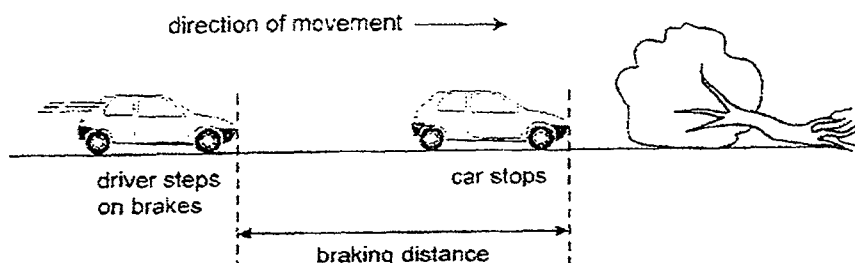 direction of movement
driver steps
on brakes
car stops
braking distance